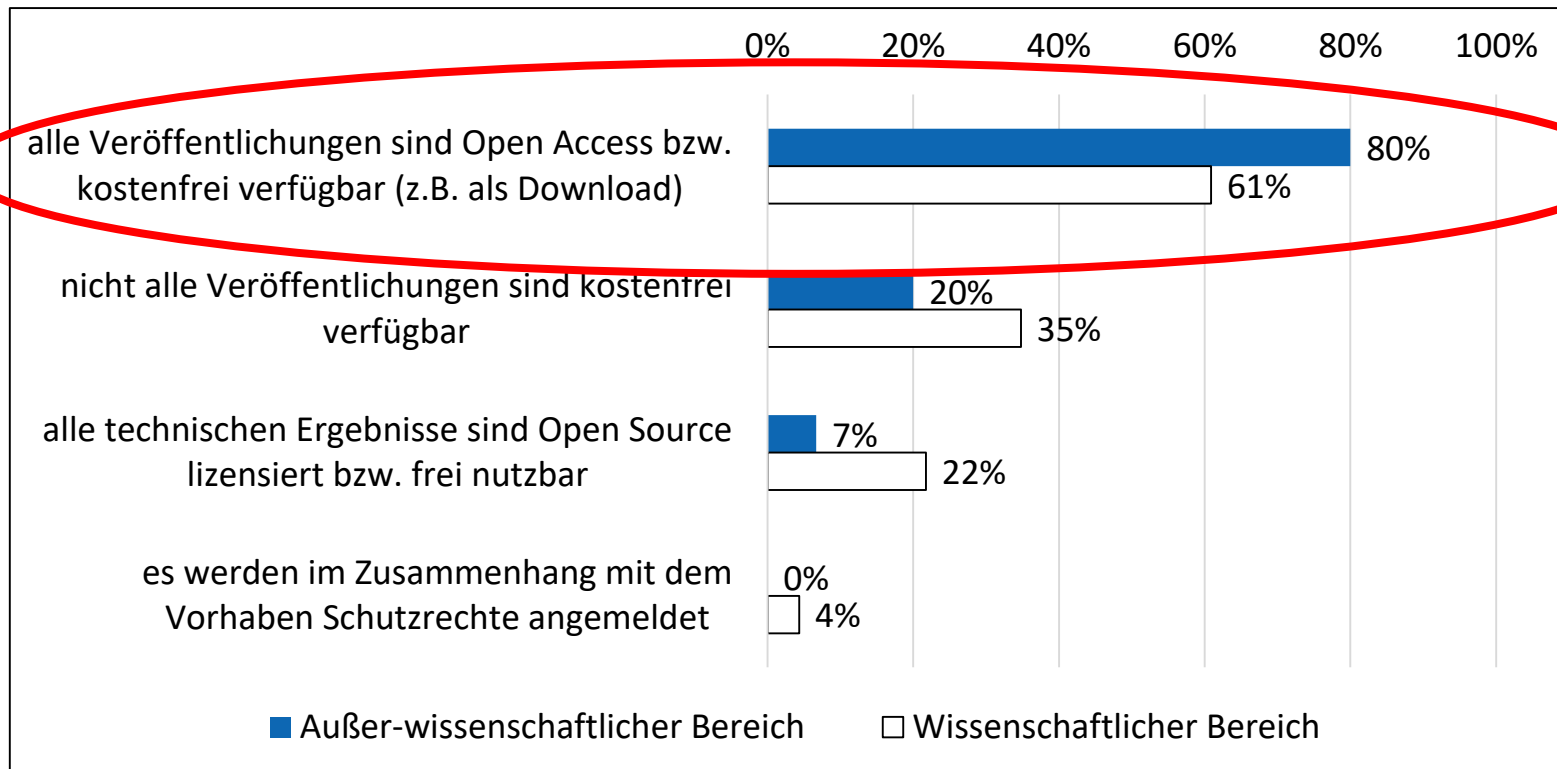 0% 20% 40% 60% 80% 100%
alle Veröffentlichungen sind Open Access bzw.
kostenfrei verfügbar (z.B. als Download)
80%
61%
nicht alle Veröffentlichungen sind kostenfrei
verfügbar
20%
35%
alle technischen Ergebnisse sind Open Source
lizensiert bzw. frei nutzbar
7%
22%
es werden im Zusammenhang mit dem
Vorhaben Schutzrechte angemeldet
0%
4%
Außer-wissenschaftlicher Bereich Wissenschaftlicher Bereich